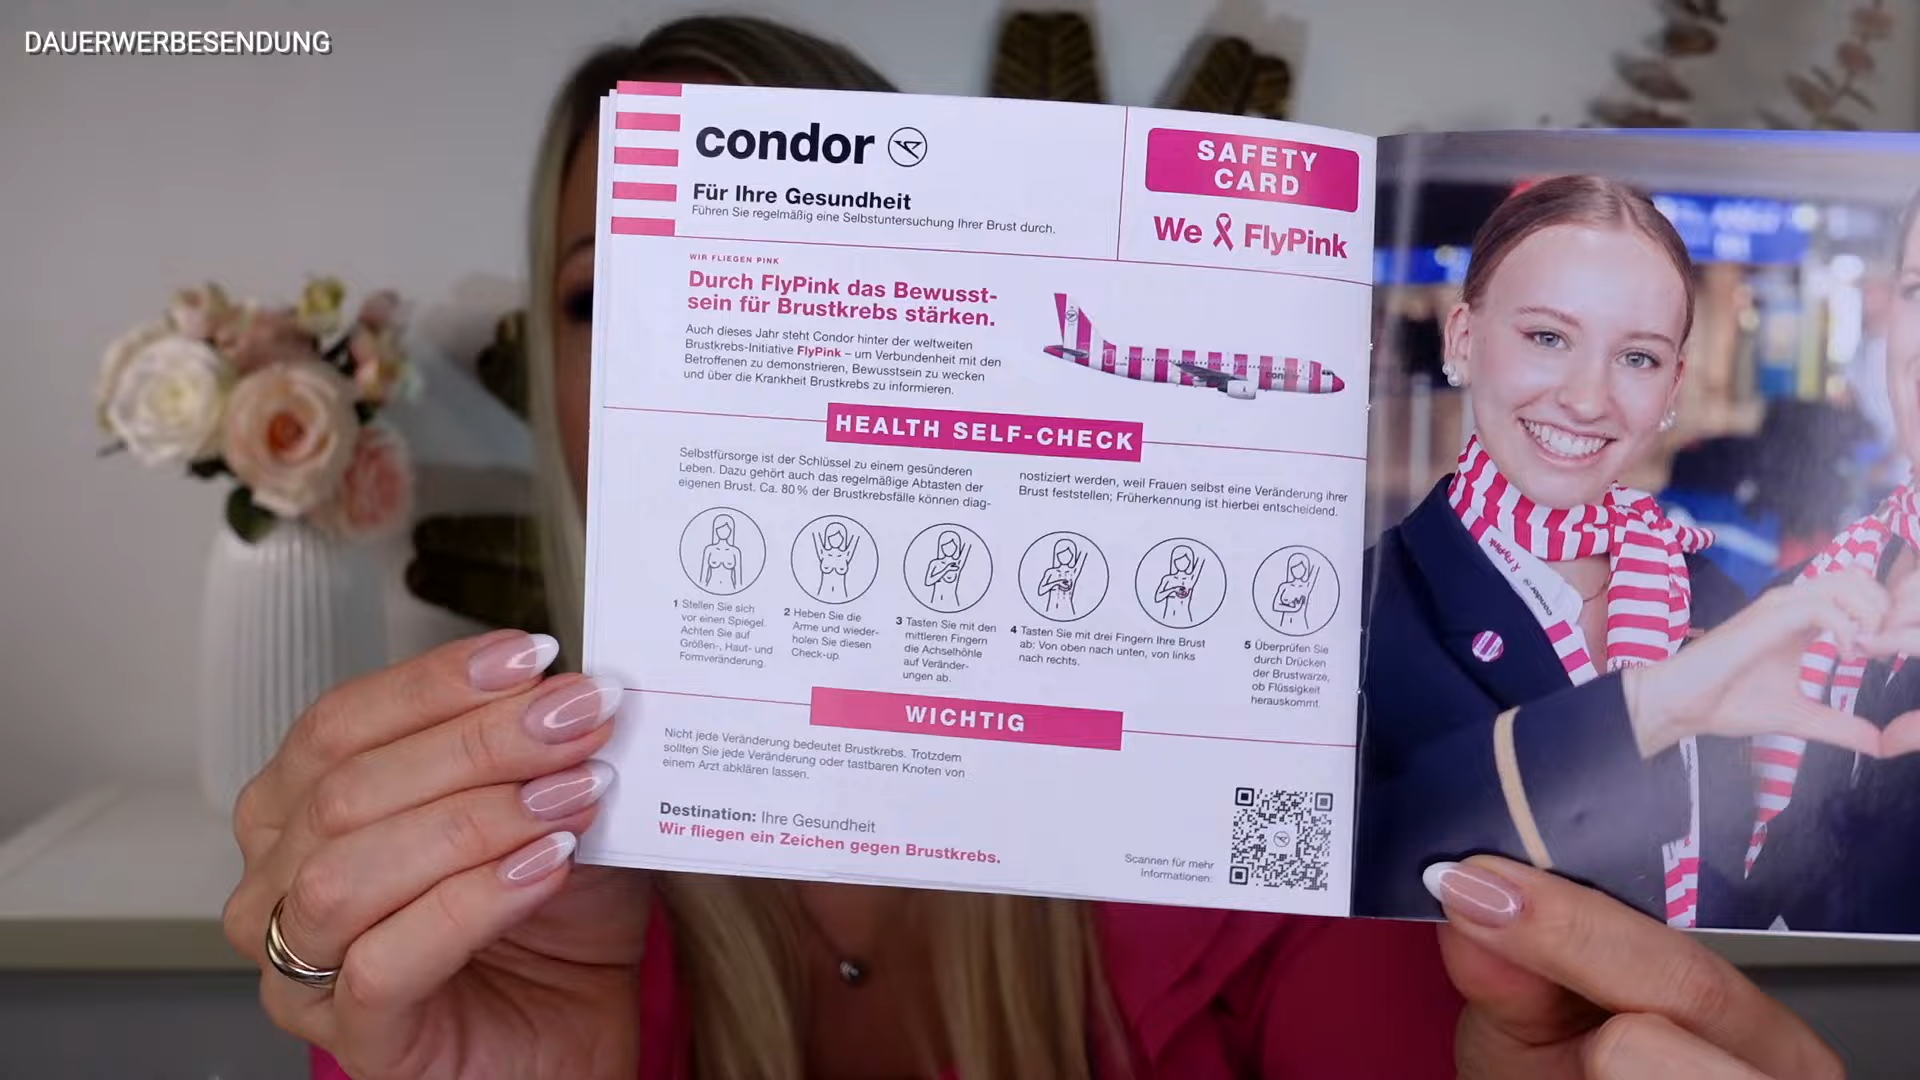 DAUERWERBESENDUNG
condor
Für Ihre Gesundheit
Führen Sie regelmäßig eine Selbstuntersuchung Ihrer Brust durch.
SAFETY
CARD
We FlyPink
WIR FLIEGEN PINK
Durch FlyPink das Bewusst-
sein für Brustkrebs stärken.
Auch dieses Jahr steht Condor hinter der weltweiten
Brustkrebs-Initiative FlyPink – um Verbundenheit mit den
Betroffenen zu demonstrieren, Bewusstsein zu wecken
und über die Krankheit Brustkrebs zu informieren.
condor
HEALTH SELF-CHECK
Selbstfürsorge ist der Schlüssel zu einem gesünderen
Leben. Dazu gehört auch das regelmäßige Abtasten der
eigenen Brust. Ca. 80 % der Brustkrebsfälle können diag-
nostiziert werden, weil Frauen selbst eine Veränderung ihrer
Brust feststellen; Früherkennung ist hierbei entscheidend.
1 Stellen Sie sich
vor einen Spiegel.
Achten Sie auf
Größen-, Haut- und
Formveränderung.
2 Heben Sie die
Arme und wieder-
holen Sie diesen
Check-up.
3 Tasten Sie mit den
mittleren Fingern
die Achselhöhle
auf Veränder-
ungen ab.
4 Tasten Sie mit drei Fingern Ihre Brust
ab: Von oben nach unten, von links
nach rechts.
5 Überprüfen Sie
durch Drücken
der Brustwarze,
ob Flüssigkeit
herauskommt.
WICHTIG
Nicht jede Veränderung bedeutet Brustkrebs. Trotzdem
sollten Sie jede Veränderung oder tastbaren Knoten von
einem Arzt abklären lassen.
Destination: Ihre Gesundheit
Wir fliegen ein Zeichen gegen Brustkrebs.
Scannen für mehr
Informationen:
FlyPink
condor
FlyPink